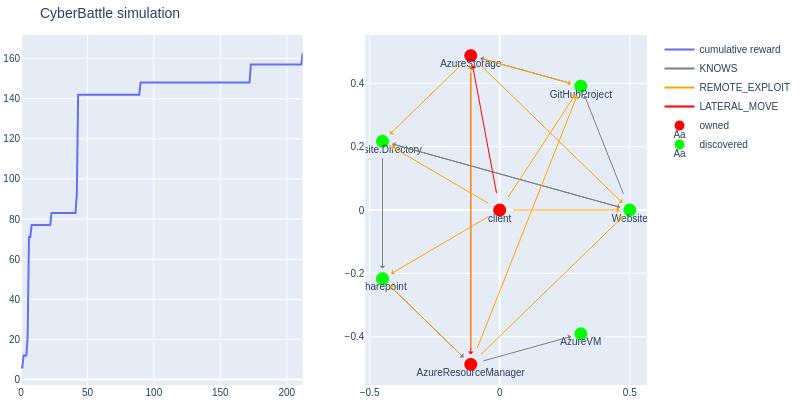 CyberBattle simulation
160
140
120
100
80
60
40
20
0
0
50
100
150
200
0.4
0.2
0
−0.2
−0.4
−0.5
0
0.5
AzureStorage
GitHubProject
site.Directory
client
Website
harepoint
AzureVM
AzureResourceManager
cumulative reward
KNOWS
REMOTE_EXPLOIT
LATERAL_MOVE
owned
Aa
discovered
Aa